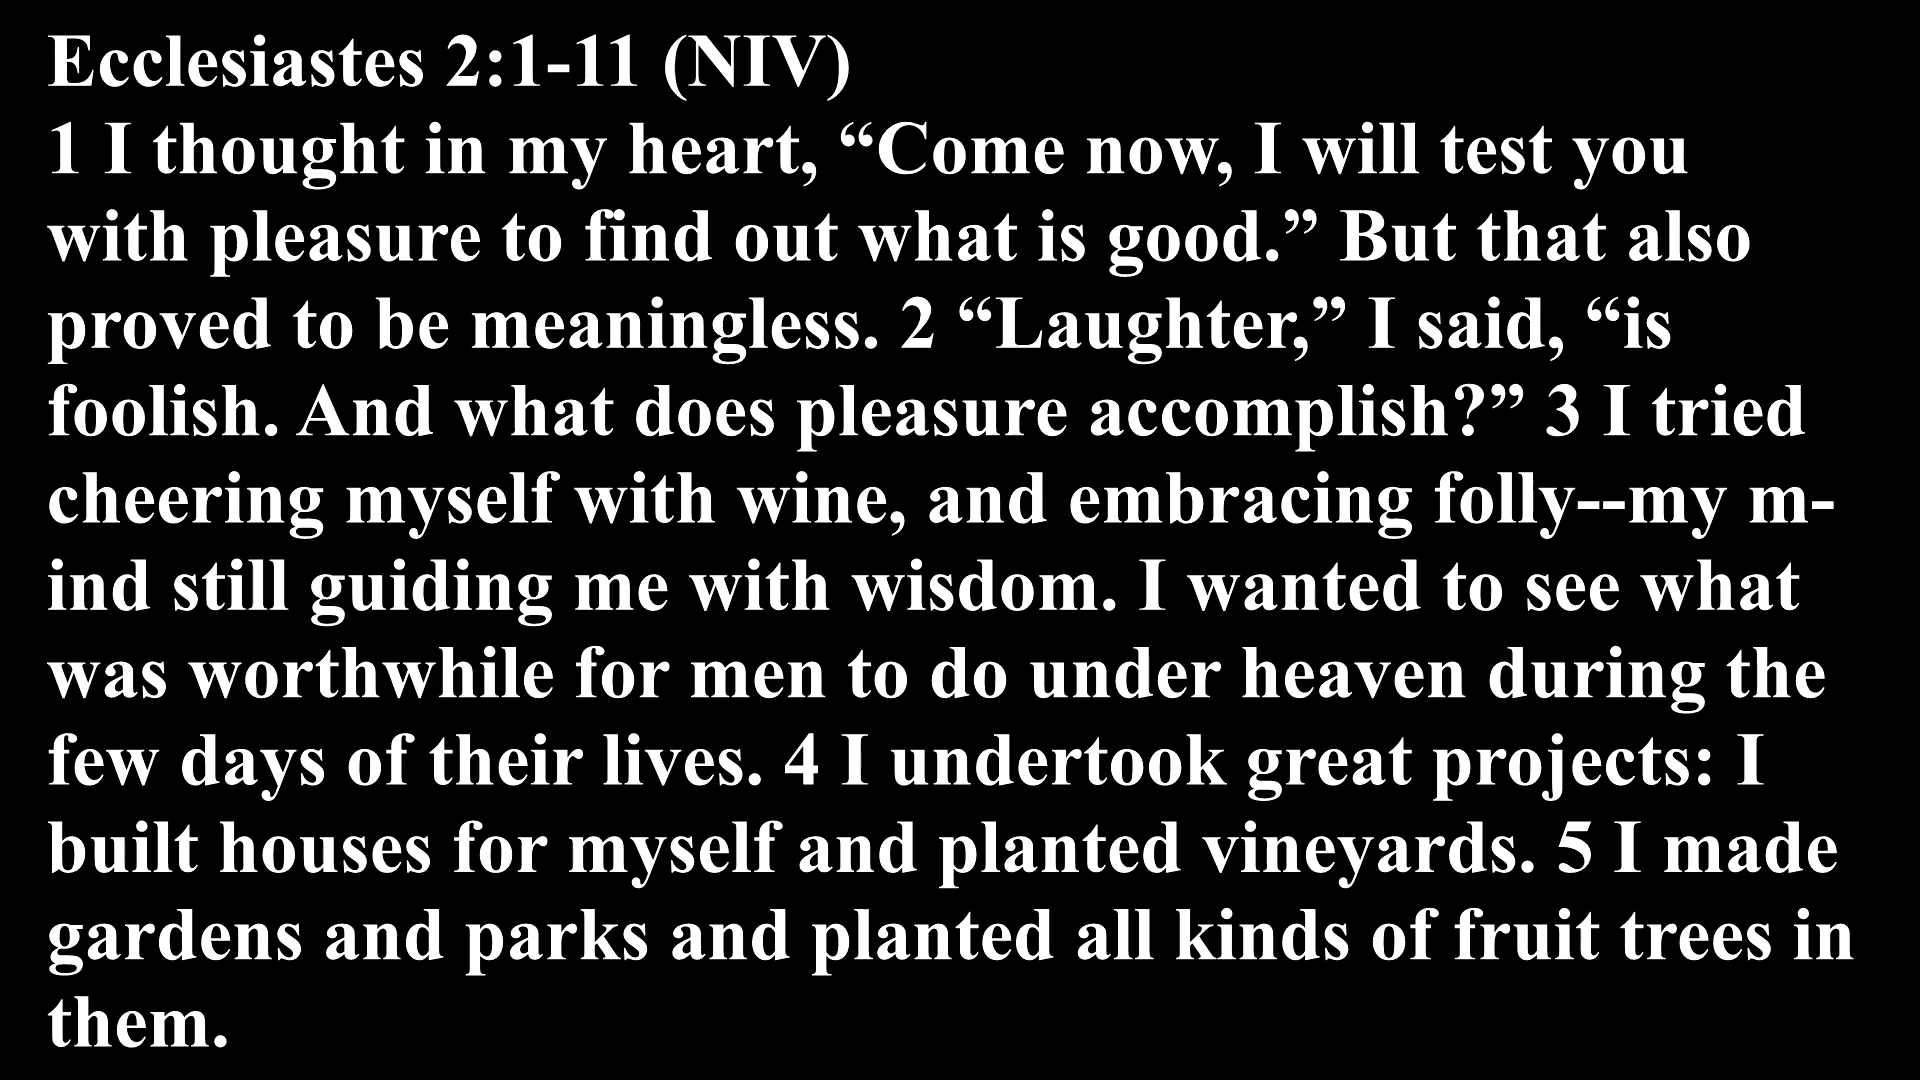 Ecclesiastes 2:1-11 (NIV)
1 I thought in my heart, “Come now, I will test you
with pleasure to find out what is good.” But that also
proved to be meaningless. 2 “Laughter,” I said, “is
foolish. And what does pleasure accomplish?” 3 I tried
cheering myself with wine, and embracing folly--my m-
ind still guiding me with wisdom. I wanted to see what
was worthwhile for men to do under heaven during the
few days of their lives. 4 I undertook great projects: I
built houses for myself and planted vineyards. 5 I made
gardens and parks and planted all kinds of fruit trees in
them.